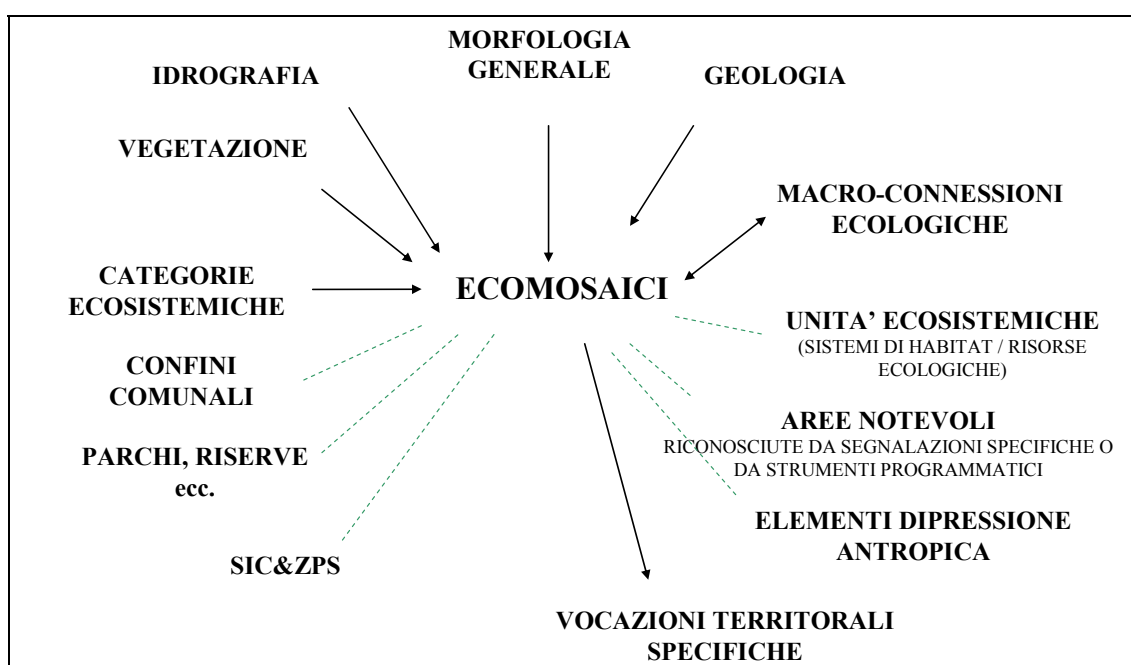 MORFOLOGIA
GENERALE
IDROGRAFIA
GEOLOGIA
VEGETAZIONE
MACRO-CONNESSIONI
ECOLOGICHE
CATEGORIE
ECOSISTEMICHE
ECOMOSAICI
UNITA’ ECOSISTEMICHE
(SISTEMI DI HABITAT / RISORSE
ECOLOGICHE)
CONFINI
COMUNALI
AREE NOTEVOLI
RICONOSCIUTE DA SEGNALAZIONI SPECIFICHE O
DA STRUMENTI PROGRAMMATICI
PARCHI, RISERVE
ecc.
ELEMENTI DIPRESSIONE
ANTROPICA
SIC&ZPS
VOCAZIONI TERRITORALI
SPECIFICHE